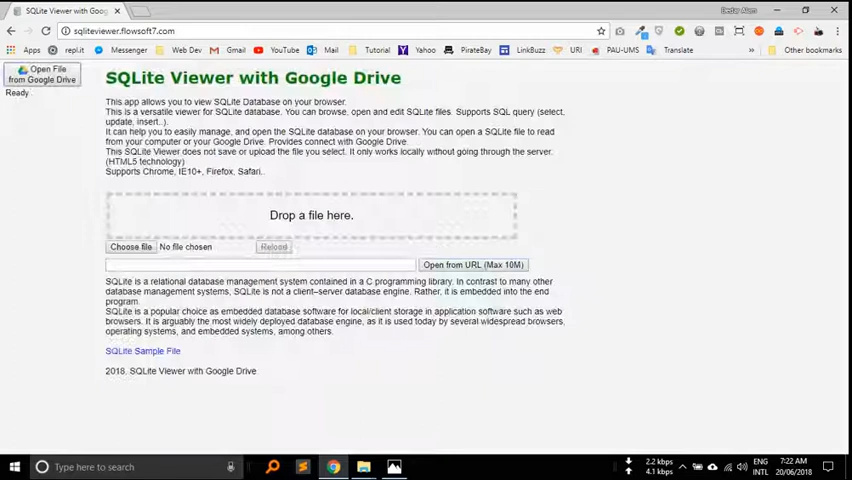 SQLite Viewer with Goog
Destar Alem
sqliteviewer.flowsoft7.com
Apps
repl.it
Messenger
Web Dev
Gmail
YouTube
File
Tutorial
Yahoo
PirateBay
LinkBuzz
URI
PAU-UMS
Translate
»
Other bookmarks
Open File
from Google Drive
Ready .
SQLite Viewer with Google Drive
This app allows you to view SQLite Database on your browser.
This is a versatile viewer for SQLite database. You can browse, open and edit SQLite files. Supports SQL query (select,
update, insert..).
It can help you to easily manage, and open the SQLite database on your browser. You can open a SQLite file to read
from your computer or your Google Drive. Provides connect with Google Drive.
This SQLite Viewer does not save or upload the file you select. It only works locally without going through the server.
(HTML5 technology)
Supports Chrome, IE10+, Firefox, Safari..
Drop a file here.
Choose file
No file chosen
Reload
Open from URL (Max 10M)
SQLite is a relational database management system contained in a C programming library. In contrast to many other
database management systems, SQLite is not a client–server database engine. Rather, it is embedded into the end
program.
SQLite is a popular choice as embedded database software for local/client storage in application software such as web
browsers. It is arguably the most widely deployed database engine, as it is used today by several widespread browsers,
operating systems, and embedded systems, among others.
SQLite Sample File
2018. SQLite Viewer with Google Drive
Type here to search
2.2 kbps
4.1 kbps
ENG
INTL
7:22 AM
20/06/2018